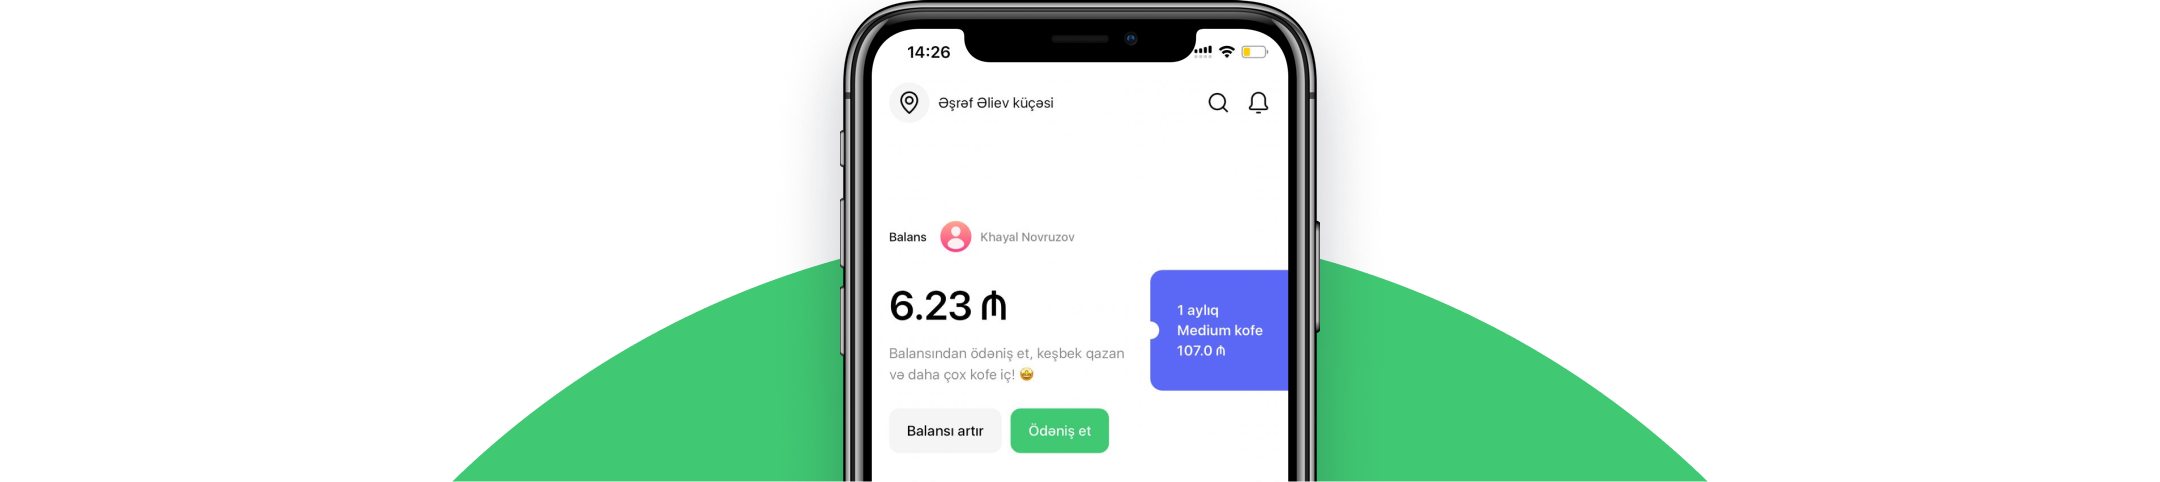 14:26
Əşrəf Əliev küçəsi
Balans
Khayal Novruzov
6.23 ₼
Balansından ödəniş et, keşbek qazan
və daha çox kofe iç! 🤩
1 aylıq
Medium kofe
107.0 ₼
Balansı artır
Ödəniş et